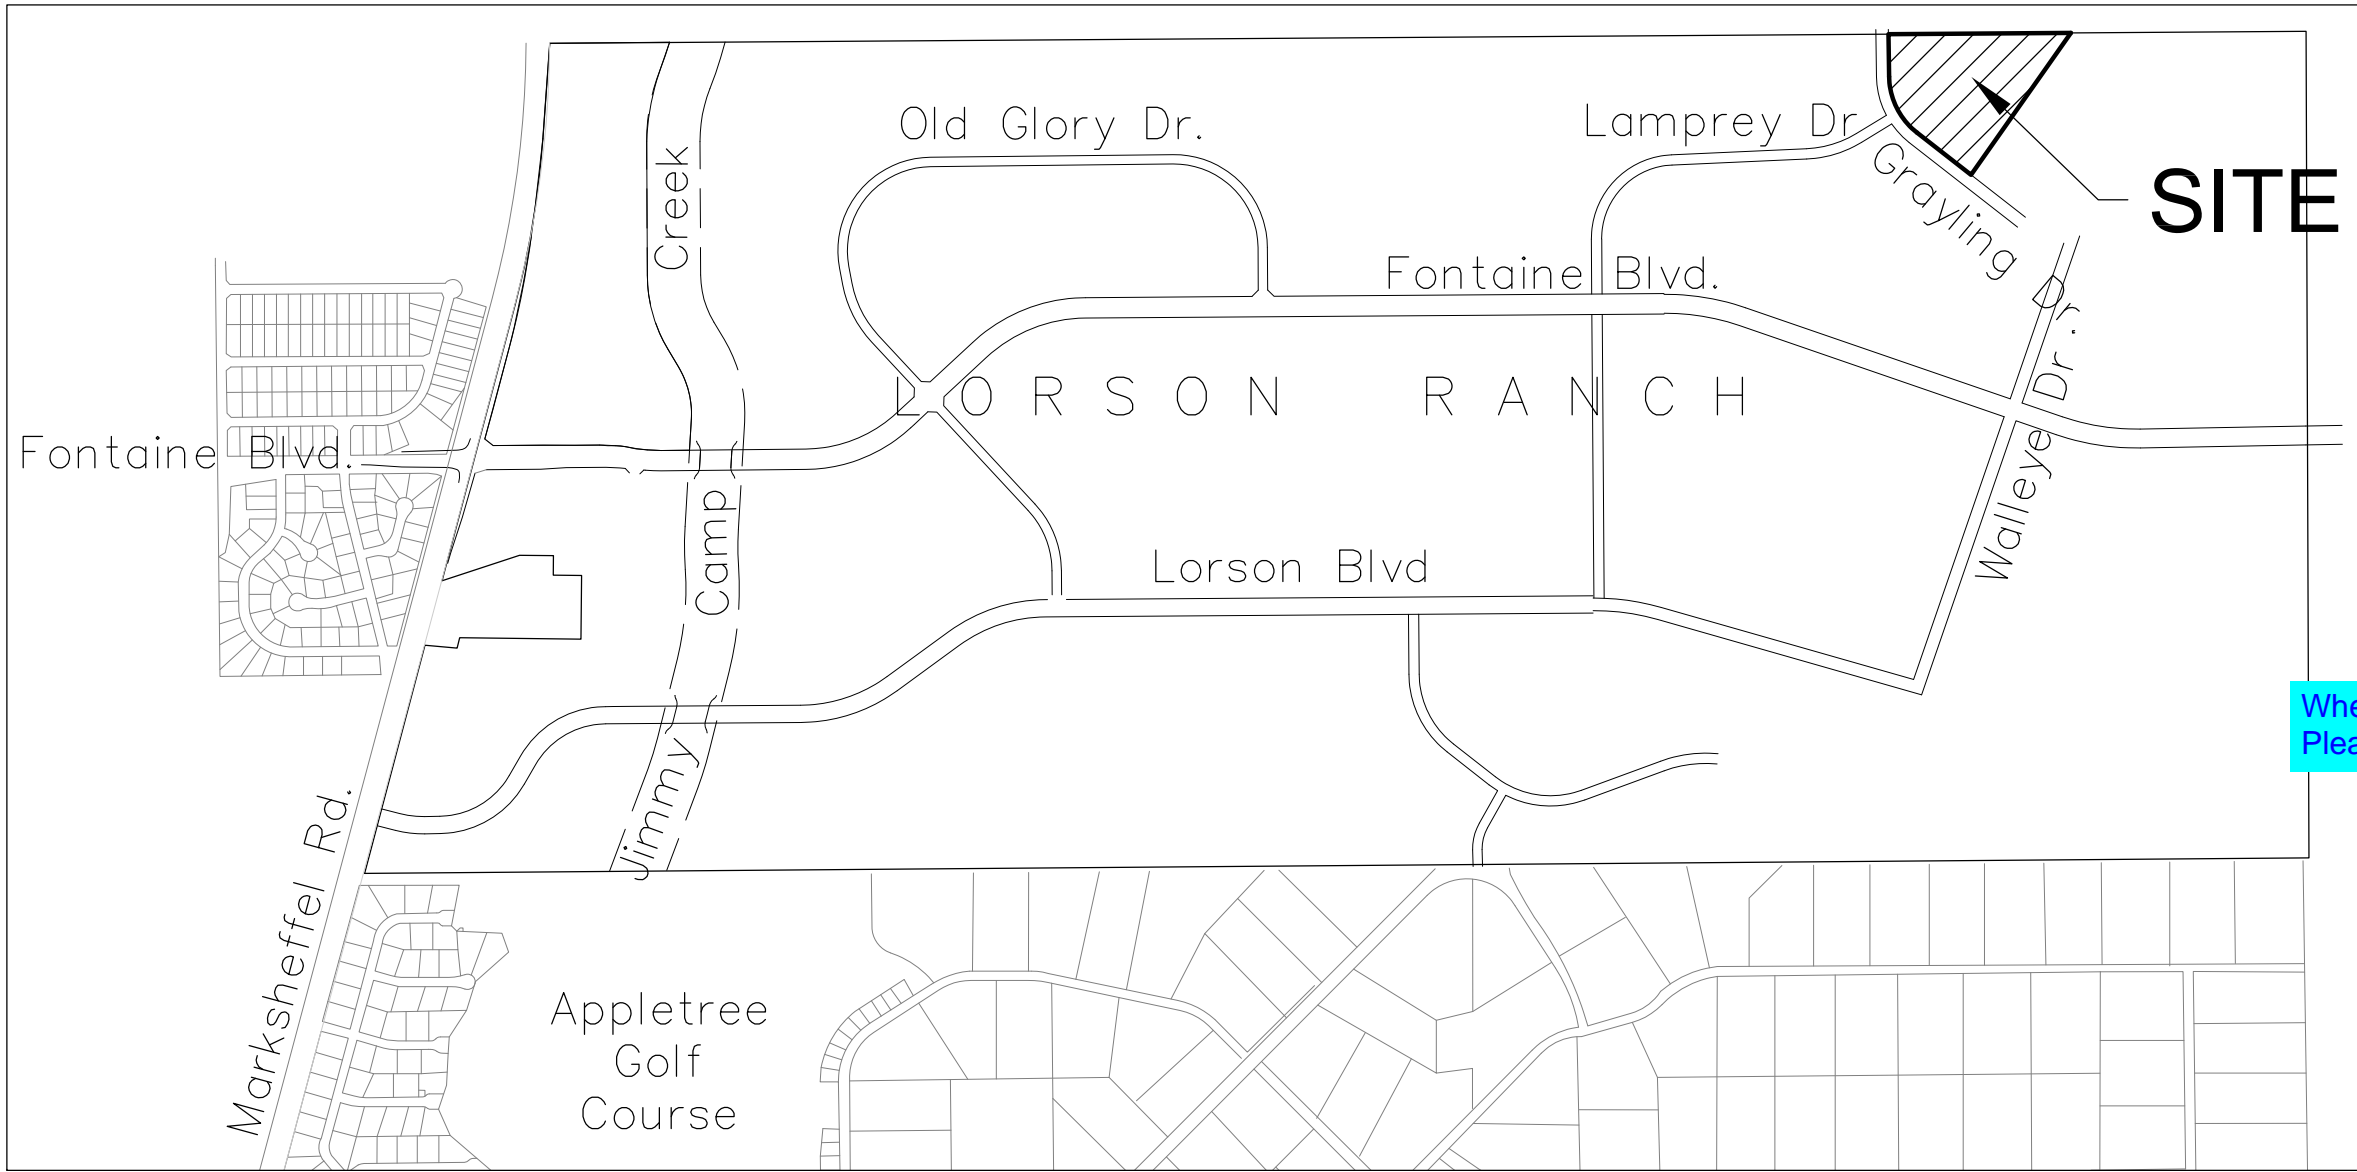 Old Glory Dr.
Lamprey Dr
SITE
Grayling Dr.
Creek
Fontaine Blvd.
LORSON RANCH
Fontaine Blvd.
Walleye Dr.
Camp
Lorson Blvd
Jimmy
Marksheffel Rd.
Appletree
Golf
Course